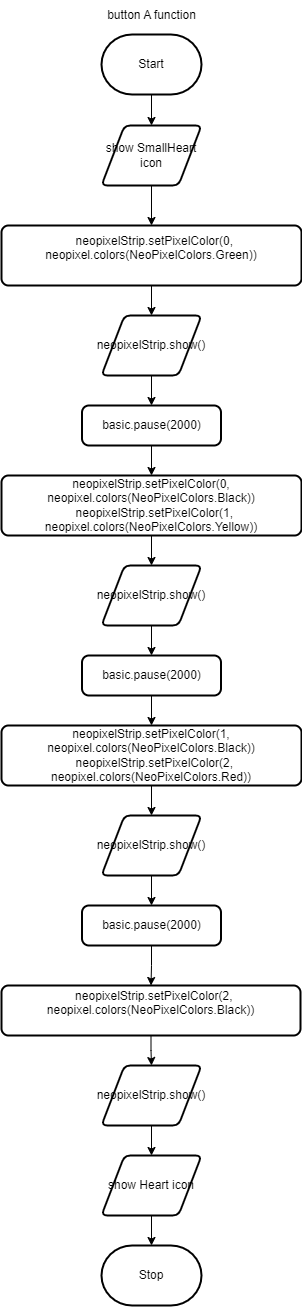 button A function
Start
show SmallHeart
icon
neopixelStrip.setPixelColor(0,
neopixel.colors(NeoPixelColors.Green))
neopixelStrip.show()
basic.pause(2000)
neopixelStrip.setPixelColor(0,
neopixel.colors(NeoPixelColors.Black))
neopixelStrip.setPixelColor(1,
neopixel.colors(NeoPixelColors.Yellow))
neopixelStrip.show()
basic.pause(2000)
neopixelStrip.setPixelColor(1,
neopixel.colors(NeoPixelColors.Black))
neopixelStrip.setPixelColor(2,
neopixel.colors(NeoPixelColors.Red))
neopixelStrip.show()
basic.pause(2000)
neopixelStrip.setPixelColor(2,
neopixel.colors(NeoPixelColors.Black))
neopixelStrip.show()
show Heart icon
Stop